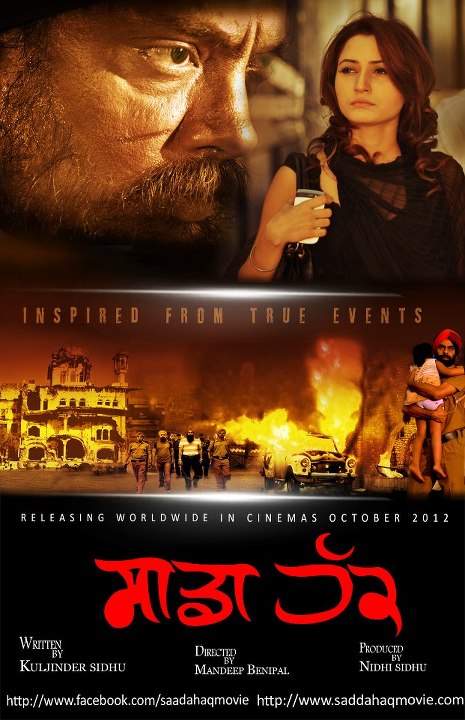 INSPIRED FROM TRUE EVENTS
RELEASING WORLDWIDE IN CINEMAS OCTOBER 2012
ਸਾਡਾ ਹੱਕ
WRITTEN
BY
KULJINDER SIDHU
DIRECTED
BY
MANDEEP BENIPAL
PRODUCED
BY
NIDHI SIDHU
http://www.facebook.com/saadahaqmovie http://www.saddahaqmovie.com